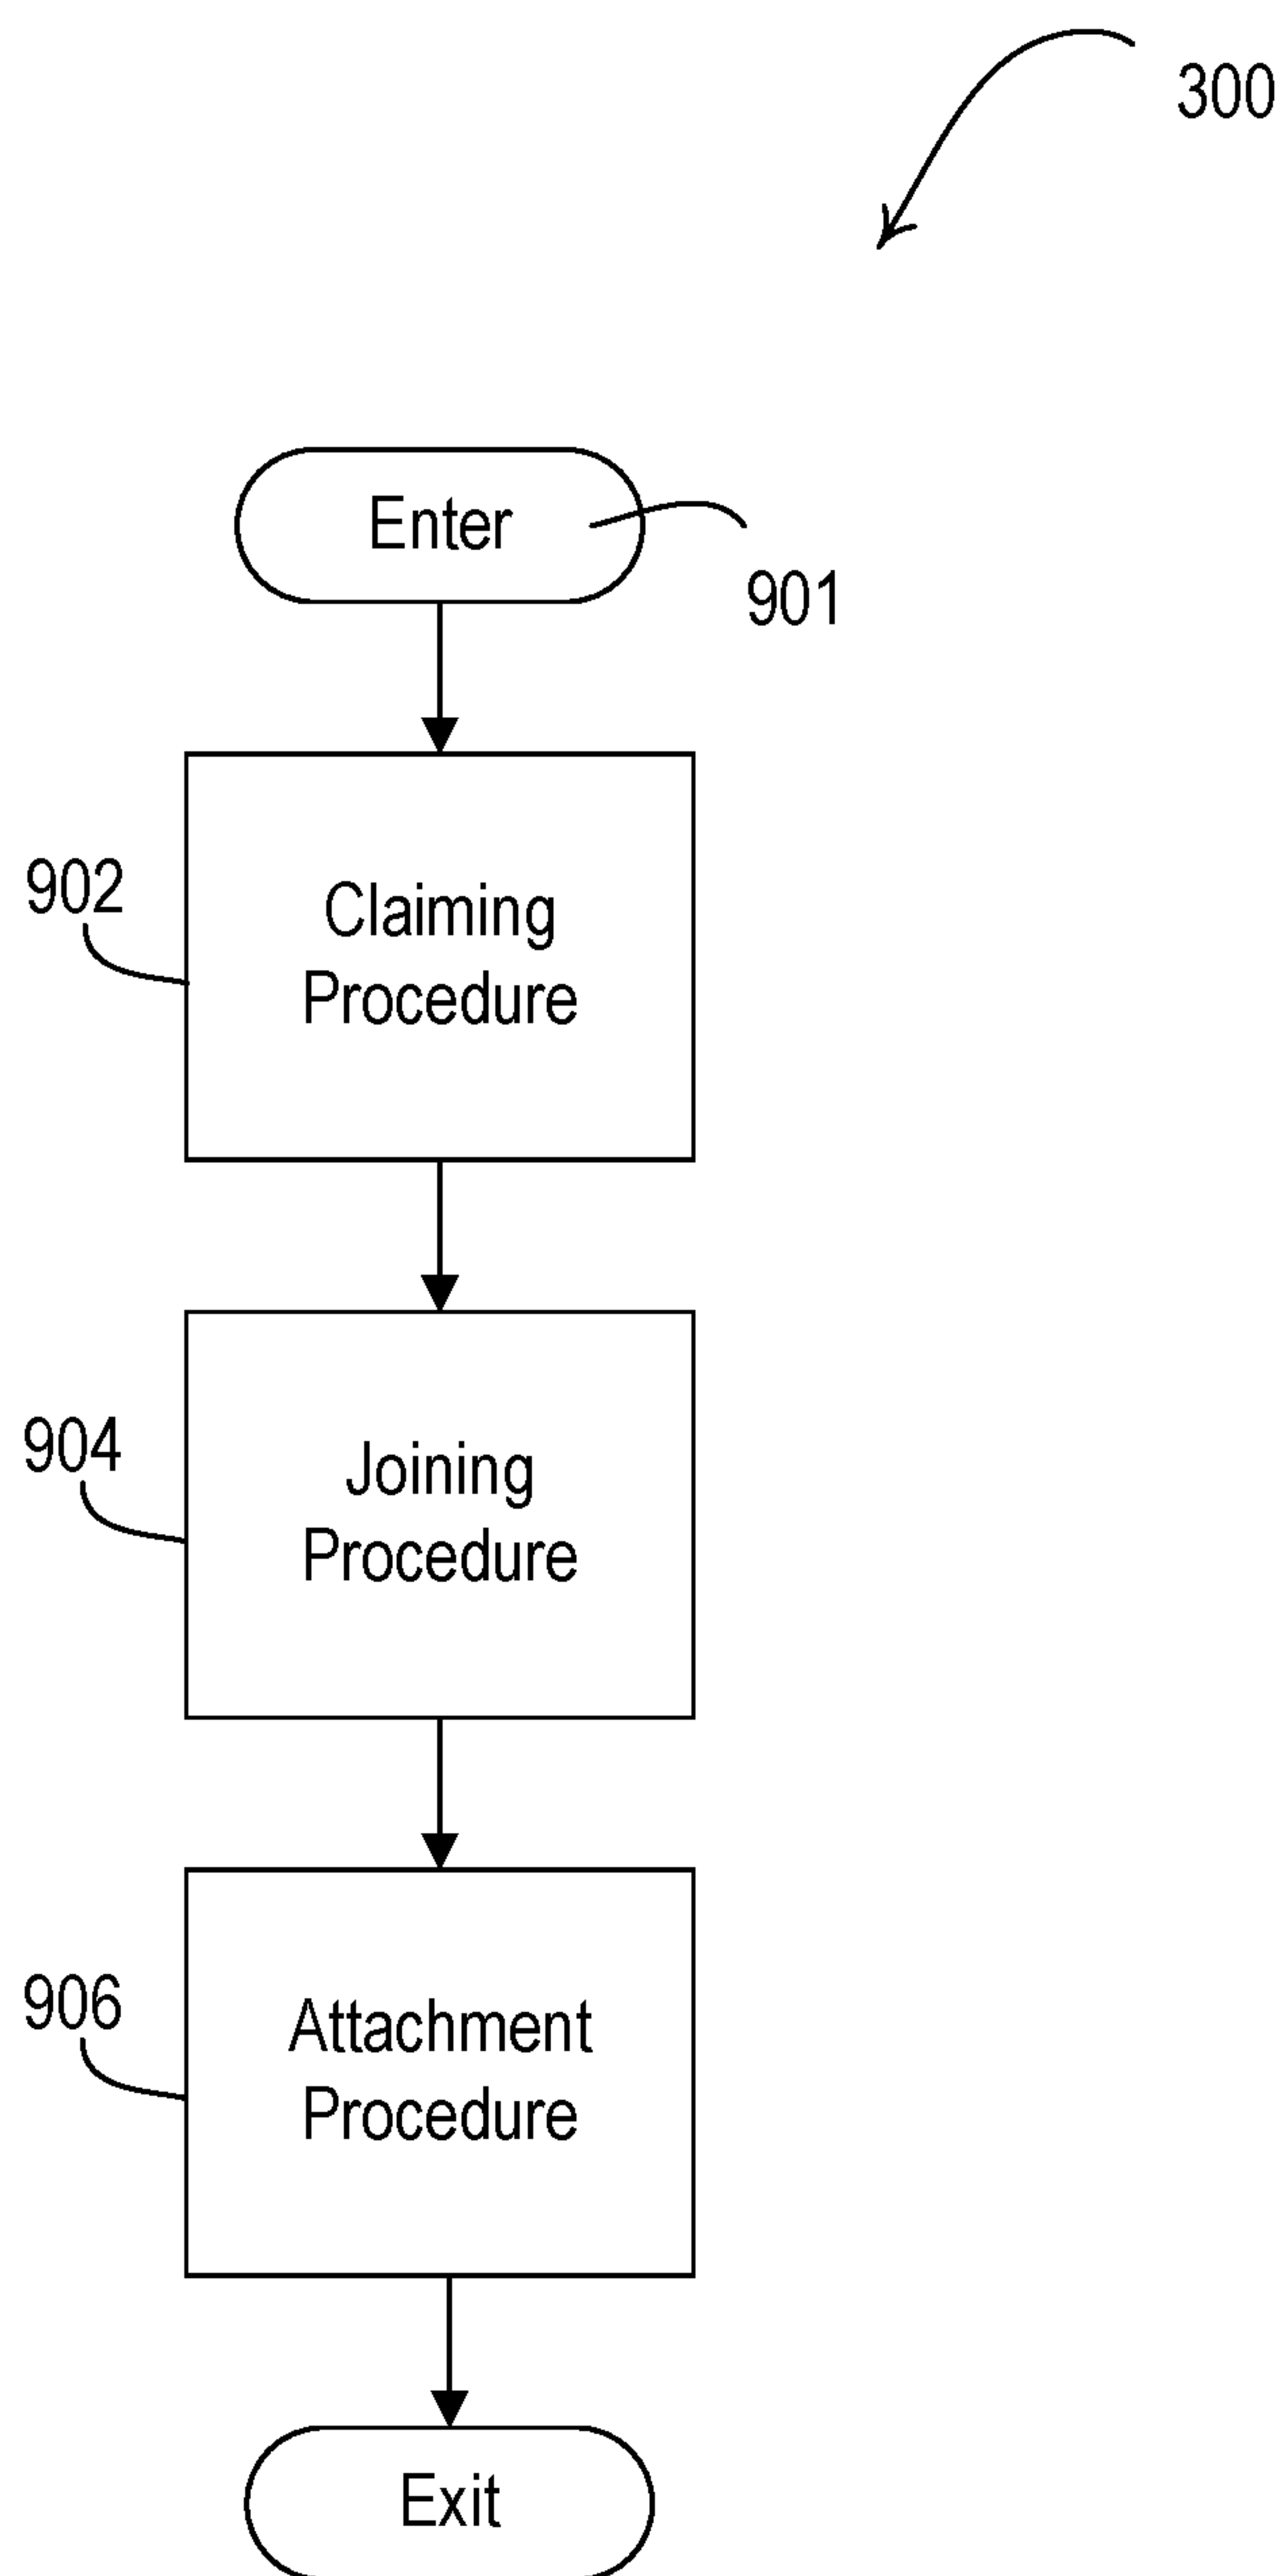 300
Enter
901
902
Claiming
Procedure
904
Joining
Procedure
906
Attachment
Procedure
Exit